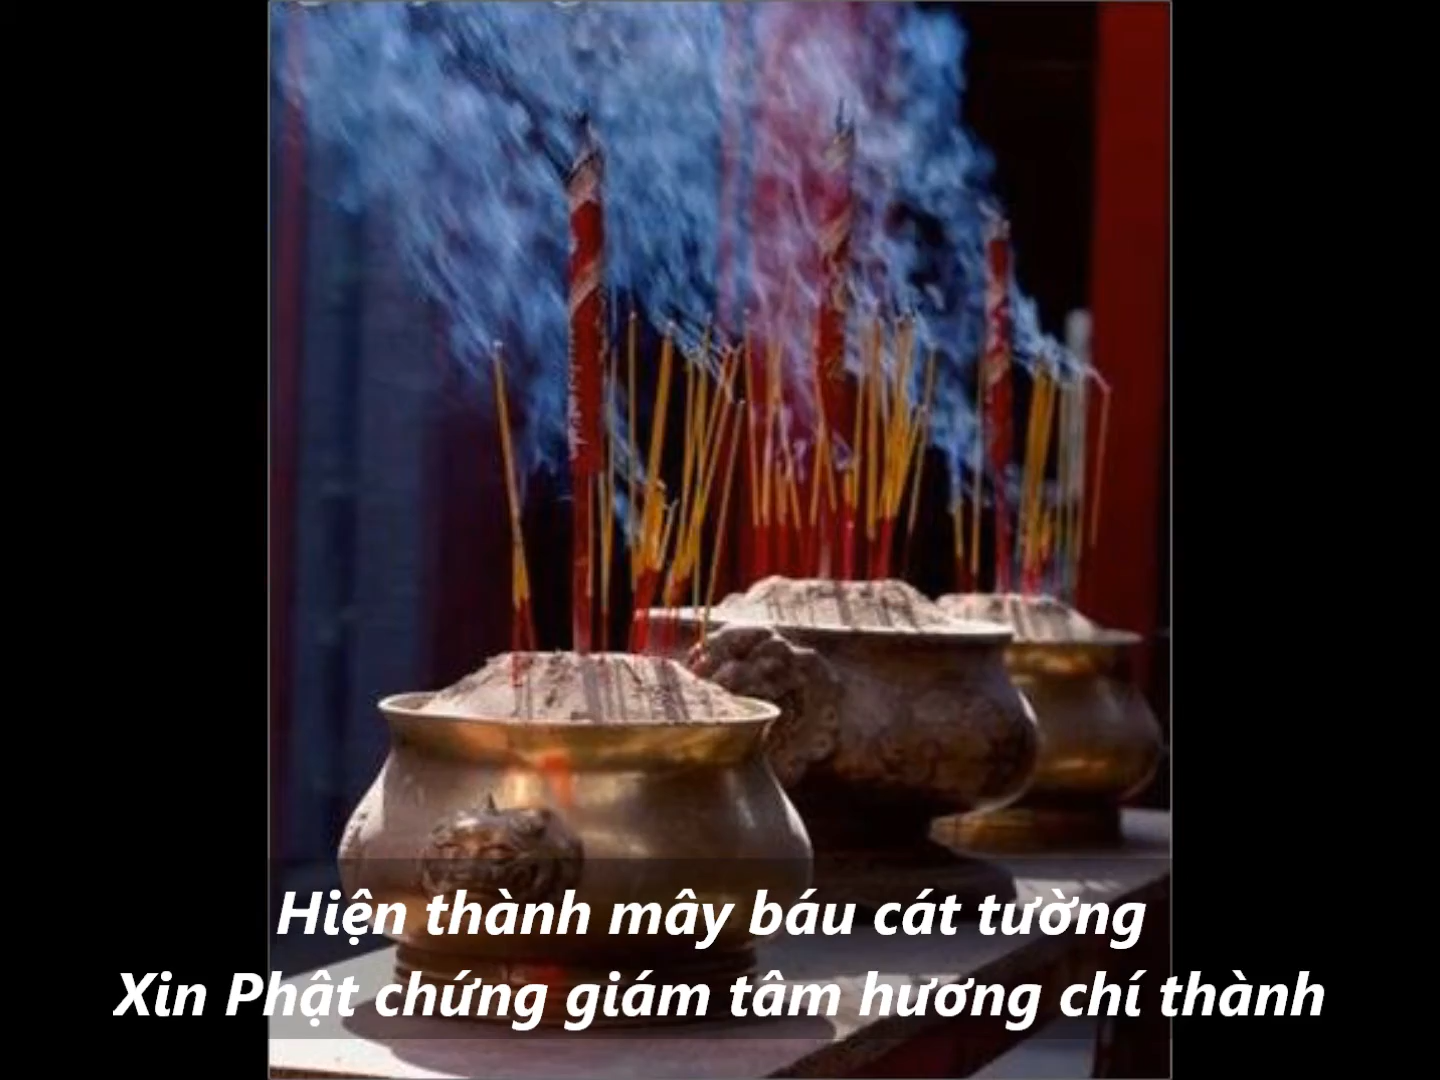 Hiện thành mây báu cát tường
Xin Phật chứng giám tâm hương chí thành